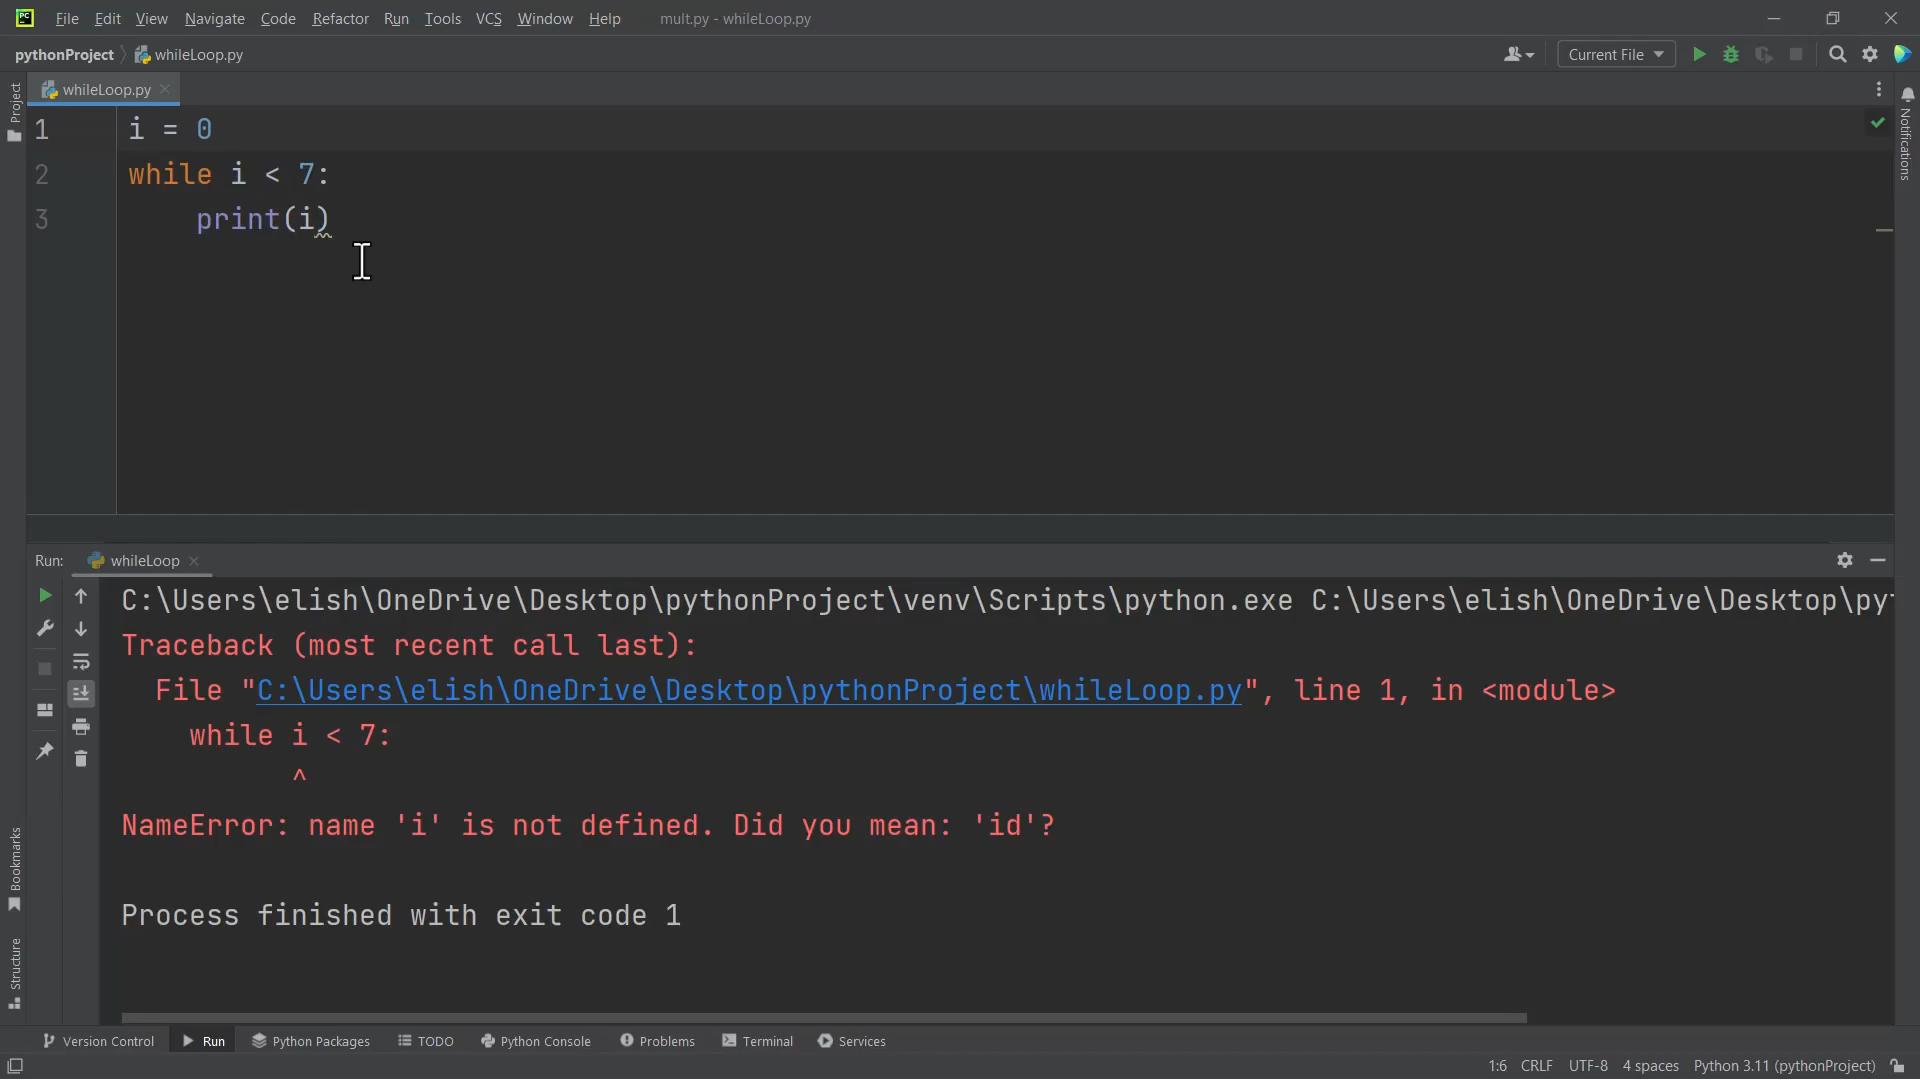 PC File Edit View Navigate Code Refactor Run Tools VCS Window Help mult.py - whileLoop.py
pythonProject whileLoop.py Current File
Project whileLoop.py Notifications
1 i = 0
2 while i < 7:
3 print(i)
Run: whileLoop
C:\Users\elish\OneDrive\Desktop\pythonProject\venv\Scripts\python.exe C:\Users\elish\OneDrive\Desktop\py
Traceback (most recent call last):
File "C:\Users\elish\OneDrive\Desktop\pythonProject\whileLoop.py", line 1, in <module>
while i < 7:
^
NameError: name 'i' is not defined. Did you mean: 'id'?
Process finished with exit code 1
Bookmarks
Structure
Version Control Run Python Packages TODO Python Console Problems Terminal Services
1:6 CRLF UTF-8 4 spaces Python 3.11 (pythonProject)